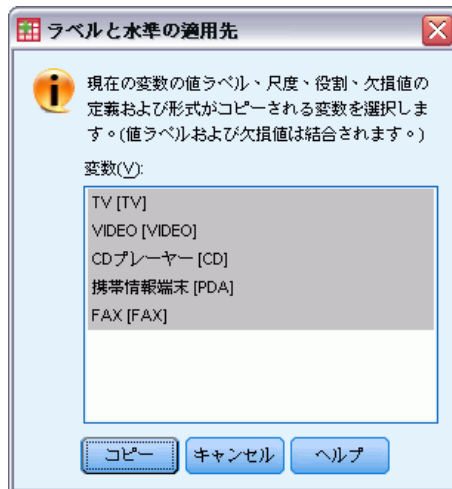 ラベルと水準の適用先
現在の変数の値ラベル、尺度、役割、欠損値の
定義および形式がコピーされる変数を選択しま
す。(値ラベルおよび欠損値は結合されます。)
変数(V):
TV [TV]
VIDEO [VIDEO]
CDプレーヤー [CD]
携帯情報端末 [PDA]
FAX [FAX]
コピー キャンセル ヘルプ